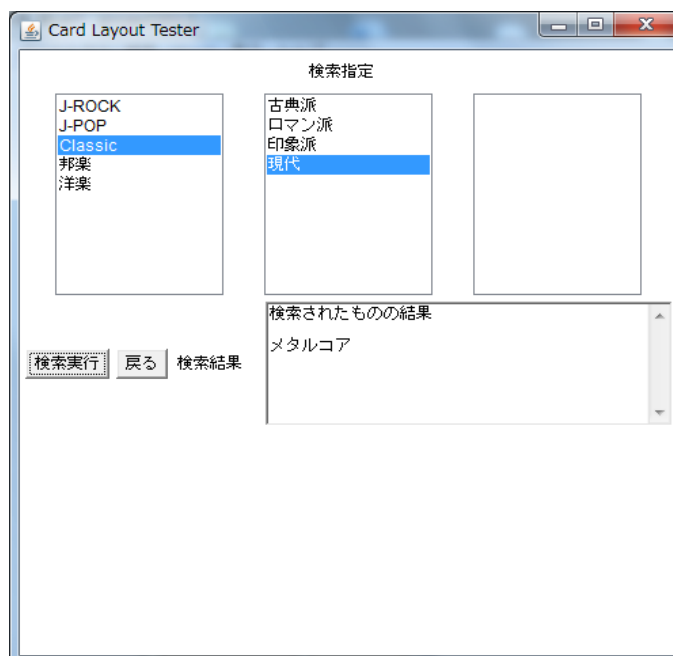 Card Layout Tester
検索指定
J-ROCK
J-POP
Classic
邦楽
洋楽
古典派
ロマン派
印象派
現代
検索されたものの結果
メタルコア
検索実行
戻る
検索結果